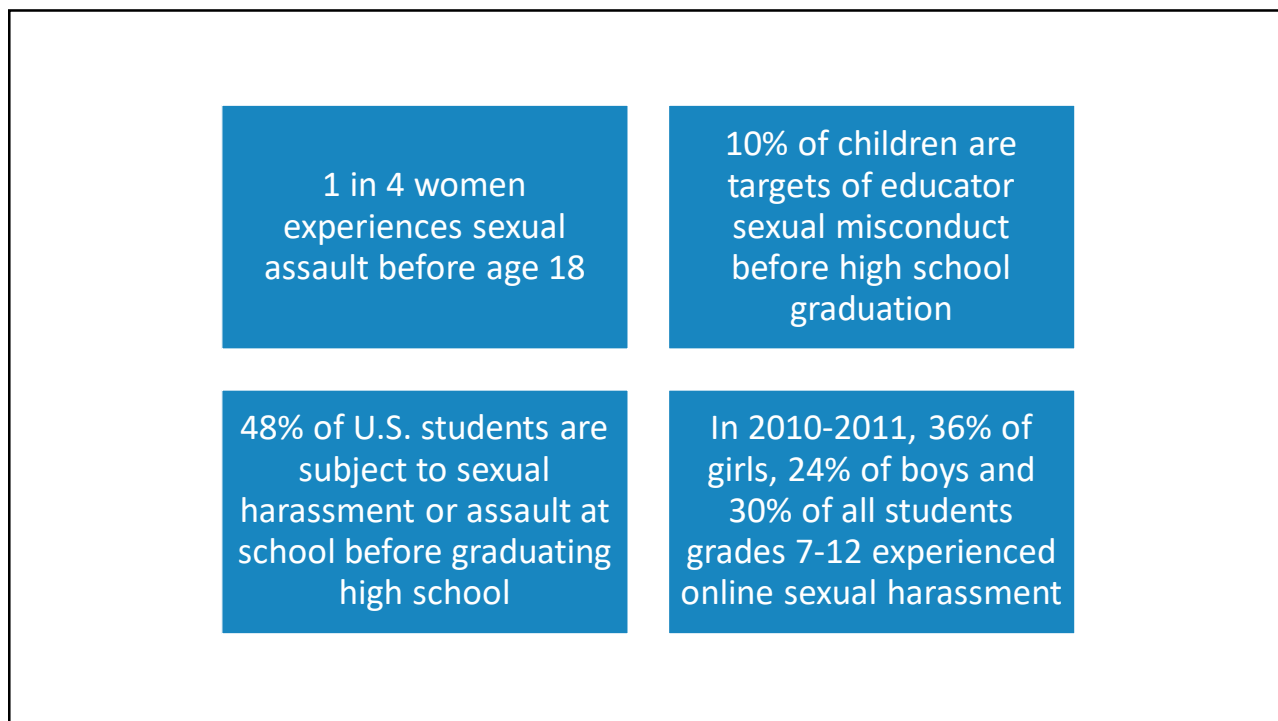 1 in 4 women
experiences sexual
assault before age 18
10% of children are
targets of educator
sexual misconduct
before high school
graduation
48% of U.S. students are
subject to sexual
harassment or assault at
school before graduating
high school
In 2010-2011, 36% of
girls, 24% of boys and
30% of all students
grades 7-12 experienced
online sexual harassment